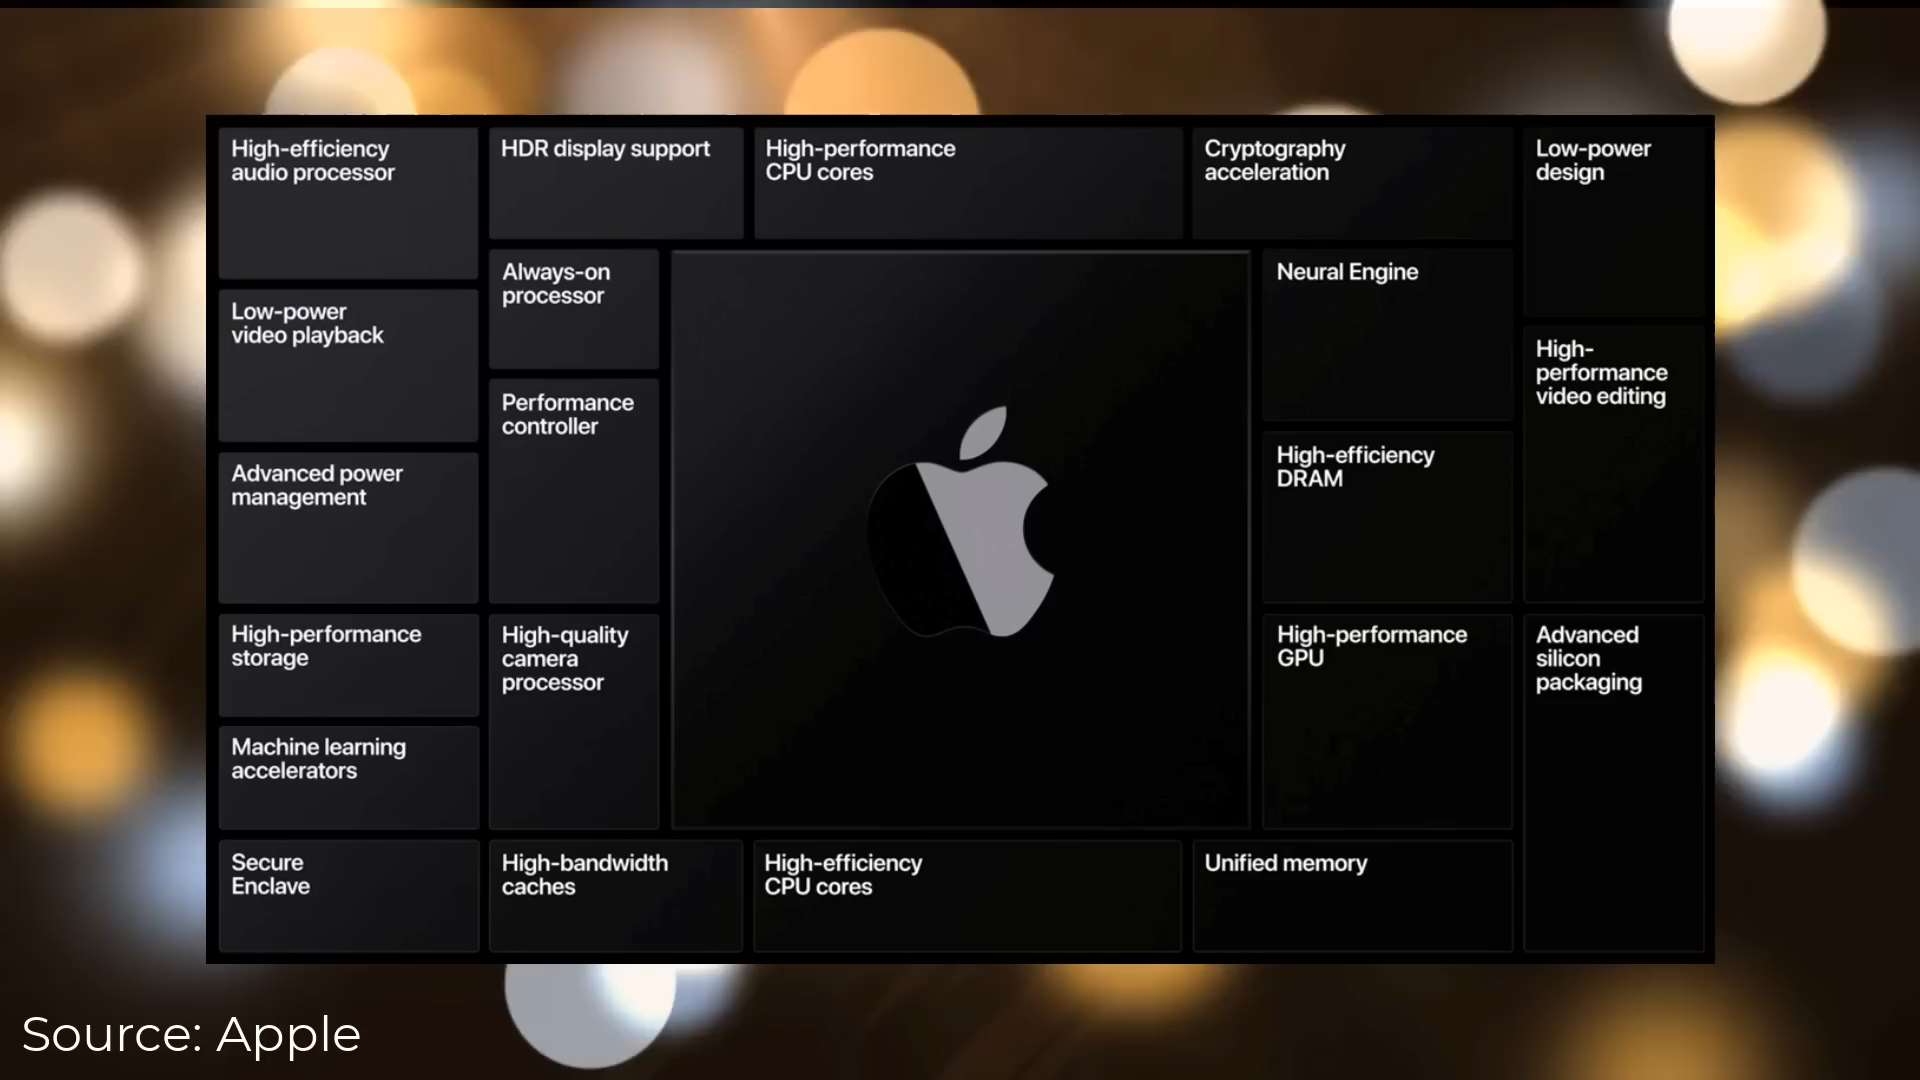 High-efficiency
audio processor
HDR display support
High-performance
CPU cores
Cryptography
acceleration
Low-power
design
Always-on
processor
Neural Engine
Low-power
video playback
High-
performance
video editing
Performance
controller
High-efficiency
DRAM
Advanced power
management
High-performance
storage
High-quality
camera
processor
High-performance
GPU
Advanced
silicon
packaging
Machine learning
accelerators
Secure
Enclave
High-bandwidth
caches
High-efficiency
CPU cores
Unified memory
Source: Apple